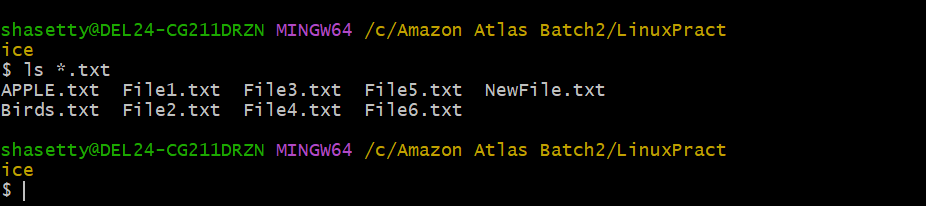 shasetty@DEL24-CG211DRZN MINGW64 /c/Amazon Atlas Batch2/LinuxPract
ice
$ ls *.txt
APPLE.txt  File1.txt  File3.txt  File5.txt  NewFile.txt
Birds.txt  File2.txt  File4.txt  File6.txt
shasetty@DEL24-CG211DRZN MINGW64 /c/Amazon Atlas Batch2/LinuxPract
ice
$